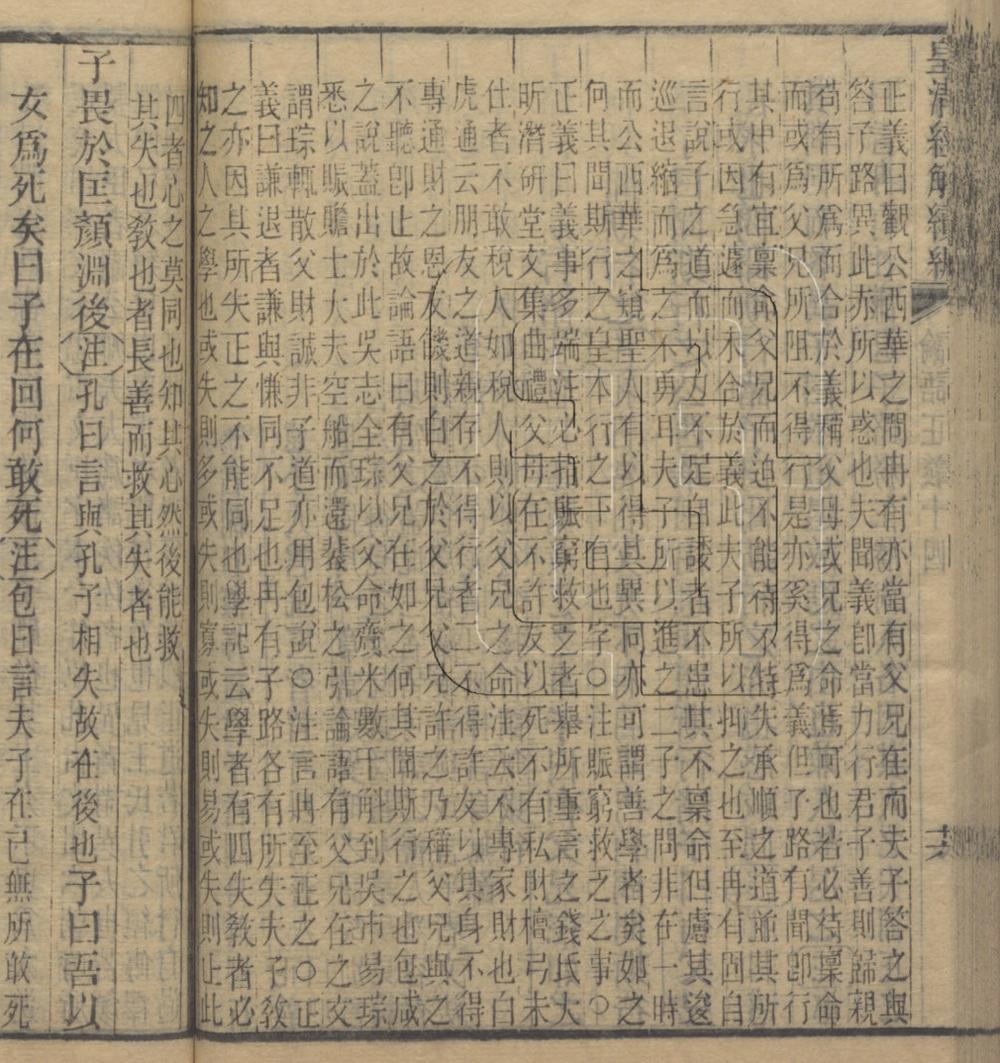 皇清經解續編
論語正義十四
正義曰觀公西華之問冉有亦當有父兄在而夫子答之與
答子路異此赤所以惑也夫聞義卽當力行君子善則歸親
苟有所爲而合於義稱父母或兄之命焉可也若必待稟命
而或爲父兄所阻不得行是亦奚得爲義但子路有聞卽行
其中有宜稟命父兄而迫不能待不特失承順之道並其所
行或因急遽而未合於義此夫子所以抑之也至冉有固自
言說子之道而以力不足自諉者不患其不稟命但慮其逡
巡退縮而爲之不勇耳夫子所以進之二子之問非在一時
而公西華之窺聖人有以得其異同亦可謂善學者矣如之
何其聞斯行之皇本行之下有也字○注賑窮救乏之事○
正義曰義事多端注必指賑窮救乏者舉所重言之錢氏大
昕潛研堂文集曲禮父母在不許友以死不有私財檀弓未
仕者不敢稅人如稅人則以父兄之命注云不專家財也白
虎通云朋友之道親存不得行者二不得許友以其身不得
專通財之恩友饑則白之於父兄父兄許之乃稱父兄與之
不聽卽止故論語曰有父兄在如之何其聞斯行之也包咸
之說蓋出於此吳志全琮以父命齎米數千斛到吳市易琮
悉以賑贍士大夫空船而還裴松之引論語有父兄在之文
謂琮輒散父財誠非子道亦用包說○注言冉至正之○正
義曰謙退者謙與慊同不足也冉有子路各有所失夫子敎
之亦因其所失正之不能同也學記云學者有四失敎者必
知之人之學也或失則多或失則寡或失則易或失則止此
四者心之莫同也知其心然後能救
其失也敎也者長善而救其失者也
子畏於匡顏淵後注孔曰言與孔子相失故在後也子曰吾以
女爲死矣曰子在回何敢死注包曰言夫子在已無所敢死